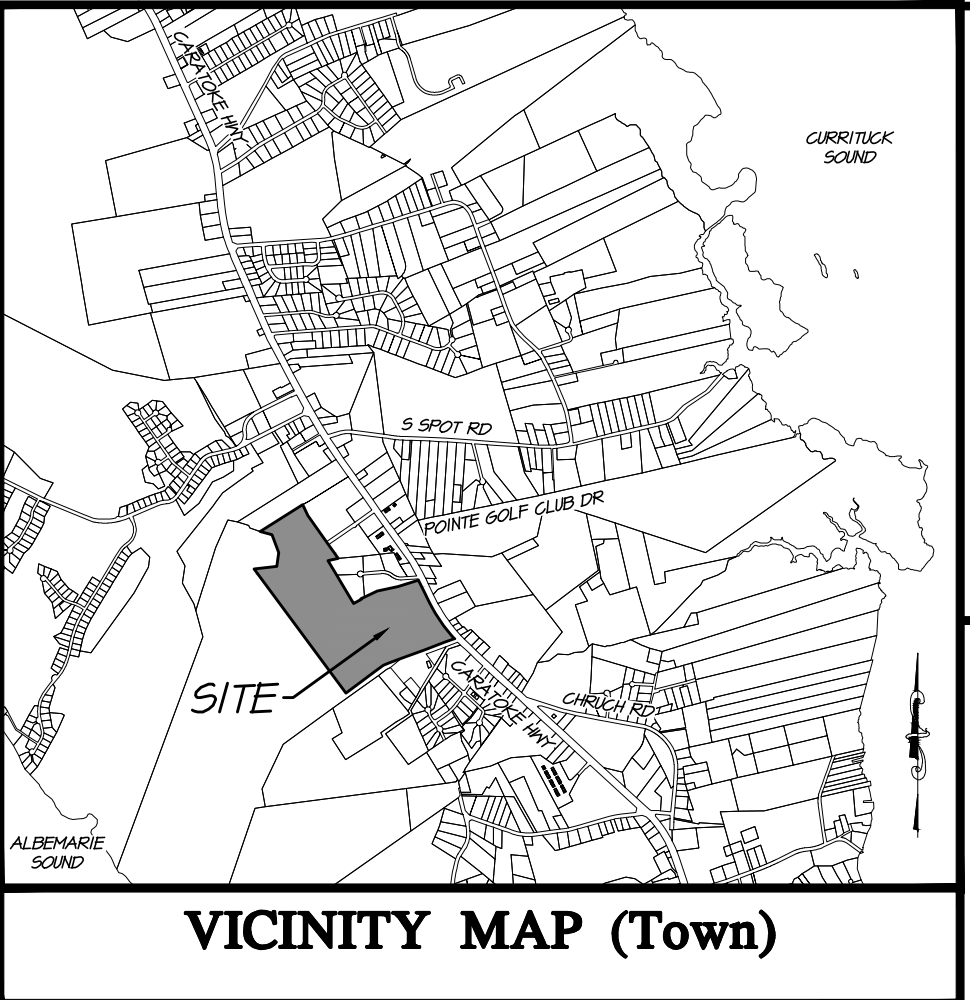 CARATOKE HWY
CURRITUCK
SOUND
S SPOT RD
POINTE GOLF CLUB DR
SITE
CARATOKE HWY
CHRUCH RD
ALBEMARIE
SOUND
VICINITY MAP (Town)